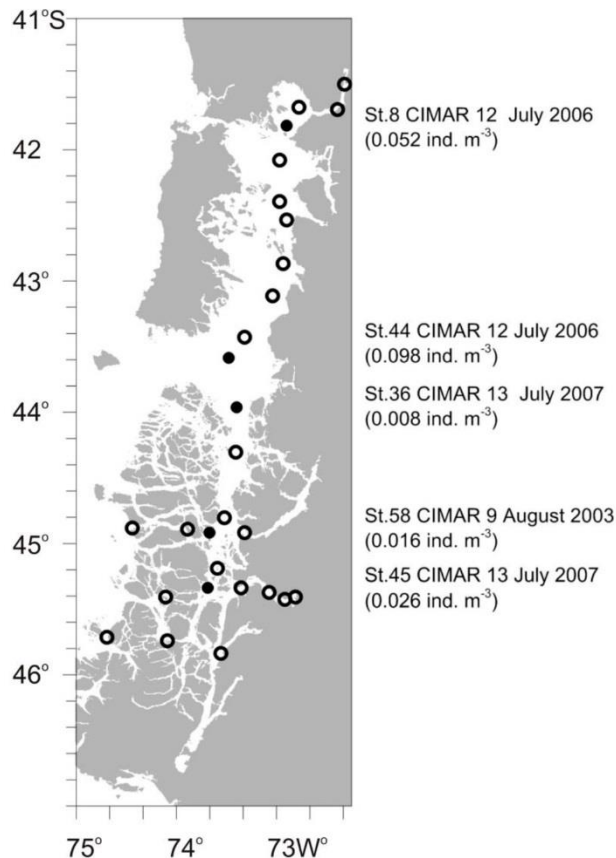 41°S
St.8 CIMAR 12 July 2006
(0.052 ind. m⁻³)
42
43°
St.44 CIMAR 12 July 2006
(0.098 ind. m⁻³)
St.36 CIMAR 13 July 2007
(0.008 ind. m⁻³)
44°
St.58 CIMAR 9 August 2003
(0.016 ind. m⁻³)
45°
St.45 CIMAR 13 July 2007
(0.026 ind. m⁻³)
46°
75° 74° 73°W